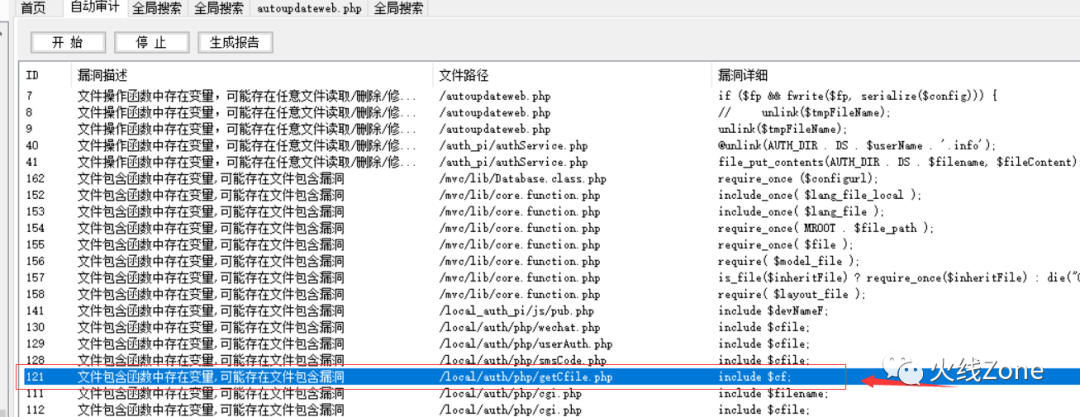 首页 自动审计 全局搜索 全局搜索 autoupdateweb.php 全局搜索
开 始 停 止 生成报告
ID 漏洞描述 文件路径 漏洞详细
7 文件操作函数中存在变量，可能存在任意文件读取/删除/修... /autoupdateweb.php if ($fp && fwrite($fp, serialize($config))) {
8 文件操作函数中存在变量，可能存在任意文件读取/删除/修... /autoupdateweb.php // unlink($tmpFileName);
9 文件操作函数中存在变量，可能存在任意文件读取/删除/修... /autoupdateweb.php unlink($tmpFileName);
40 文件操作函数中存在变量，可能存在任意文件读取/删除/修... /auth_pi/authService.php @unlink(AUTH_DIR . DS . $userName . '.info');
41 文件操作函数中存在变量，可能存在任意文件读取/删除/修... /auth_pi/authService.php file_put_contents(AUTH_DIR . DS . $filename, $fileContent);
162 文件包含函数中存在变量,可能存在文件包含漏洞 /mvc/lib/Database.class.php require_once ($configurl);
152 文件包含函数中存在变量,可能存在文件包含漏洞 /mvc/lib/core.function.php include_once( $lang_file_local );
153 文件包含函数中存在变量,可能存在文件包含漏洞 /mvc/lib/core.function.php include_once( $lang_file );
154 文件包含函数中存在变量,可能存在文件包含漏洞 /mvc/lib/core.function.php require_once( MROOT . $file_path );
155 文件包含函数中存在变量,可能存在文件包含漏洞 /mvc/lib/core.function.php require_once( $file );
156 文件包含函数中存在变量,可能存在文件包含漏洞 /mvc/lib/core.function.php require( $model_file );
157 文件包含函数中存在变量,可能存在文件包含漏洞 /mvc/lib/core.function.php is_file($inheritFile) ? require_once($inheritFile) : die("
158 文件包含函数中存在变量,可能存在文件包含漏洞 /mvc/lib/core.function.php require( $layout_file );
141 文件包含函数中存在变量,可能存在文件包含漏洞 /local_auth_pi/js/pub.php include $devNameF;
130 文件包含函数中存在变量,可能存在文件包含漏洞 /local/auth/php/wechat.php include $cfile;
129 文件包含函数中存在变量,可能存在文件包含漏洞 /local/auth/php/userAuth.php include $cfile;
128 文件包含函数中存在变量,可能存在文件包含漏洞 /local/auth/php/smsCode.php include $cfile;
121 文件包含函数中存在变量,可能存在文件包含漏洞 /local/auth/php/getCfile.php include $cf;
111 文件包含函数中存在变量,可能存在文件包含漏洞 /local/auth/php/cgi.php include $filename;
112 文件包含函数中存在变量,可能存在文件包含漏洞 /local/auth/php/cgi.php include $cfile;
火线Zone